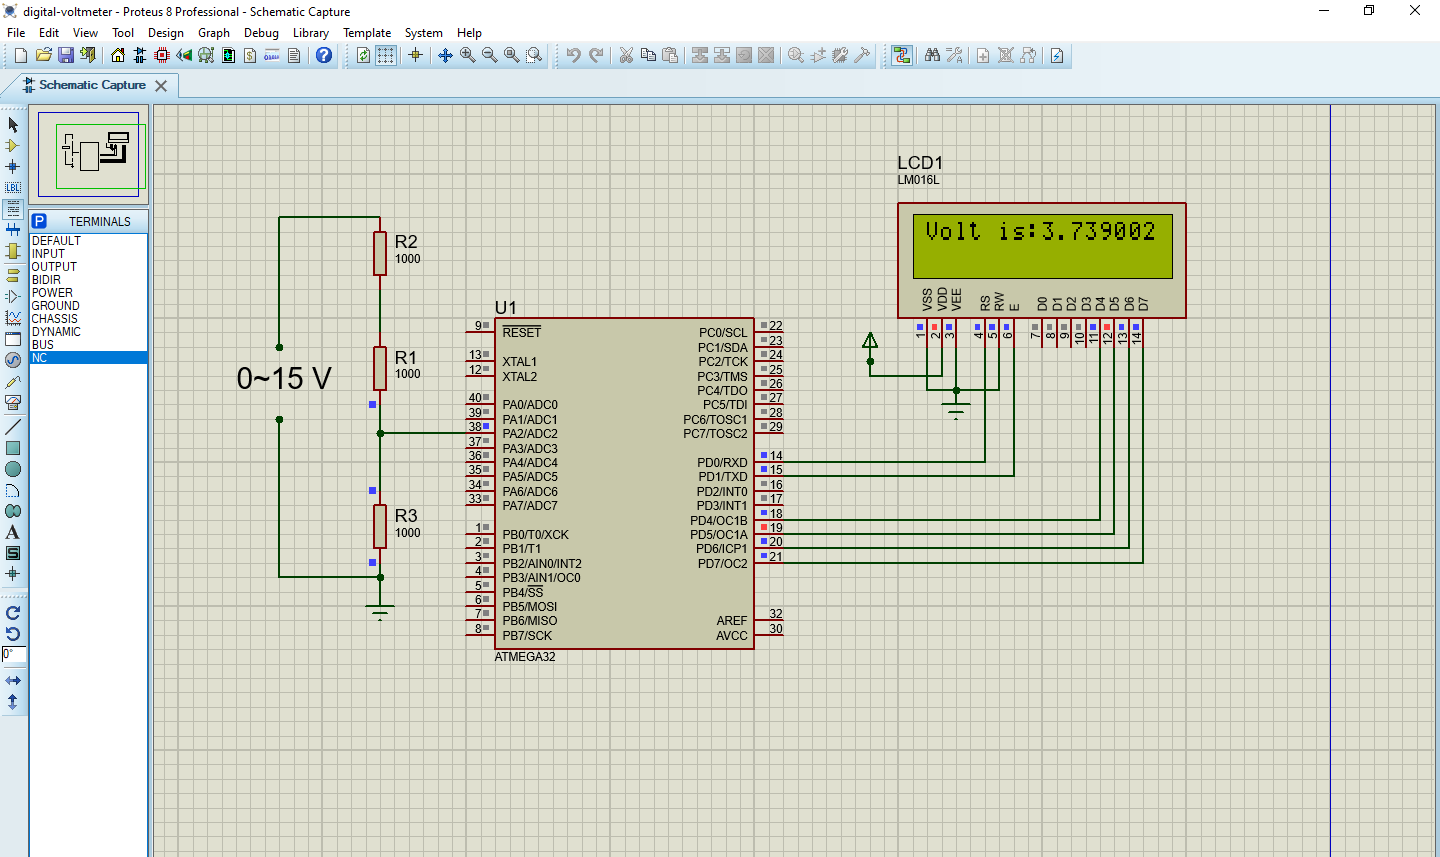 digital-voltmeter - Proteus 8 Professional - Schematic Capture
File Edit View Tool Design Graph Debug Library Template System Help
Schematic Capture
LBL
P TERMINALS
DEFAULT
INPUT
OUTPUT
BIDIR
POWER
GROUND
CHASSIS
DYNAMIC
BUS
NC
A
S
0°
0~15 V
R2
1000
R1
1000
R3
1000
U1
9 RESET
13 XTAL1
12 XTAL2
40 PA0/ADC0
39 PA1/ADC1
38 PA2/ADC2
37 PA3/ADC3
36 PA4/ADC4
35 PA5/ADC5
34 PA6/ADC6
33 PA7/ADC7
1 PB0/T0/XCK
2 PB1/T1
3 PB2/AIN0/INT2
4 PB3/AIN1/OC0
5 PB4/SS
6 PB5/MOSI
7 PB6/MISO
8 PB7/SCK
PC0/SCL 22
PC1/SDA 23
PC2/TCK 24
PC3/TMS 25
PC4/TDO 26
PC5/TDI 27
PC6/TOSC1 28
PC7/TOSC2 29
PD0/RXD 14
PD1/TXD 15
PD2/INT0 16
PD3/INT1 17
PD4/OC1B 18
PD5/OC1A 19
PD6/ICP1 20
PD7/OC2 21
AREF 32
AVCC 30
ATMEGA32
LCD1
LM016L
Volt is:3.739002
VSS VDD VEE RS RW E D0 D1 D2 D3 D4 D5 D6 D7
1 2 3 4 5 6 7 8 9 10 11 12 13 14